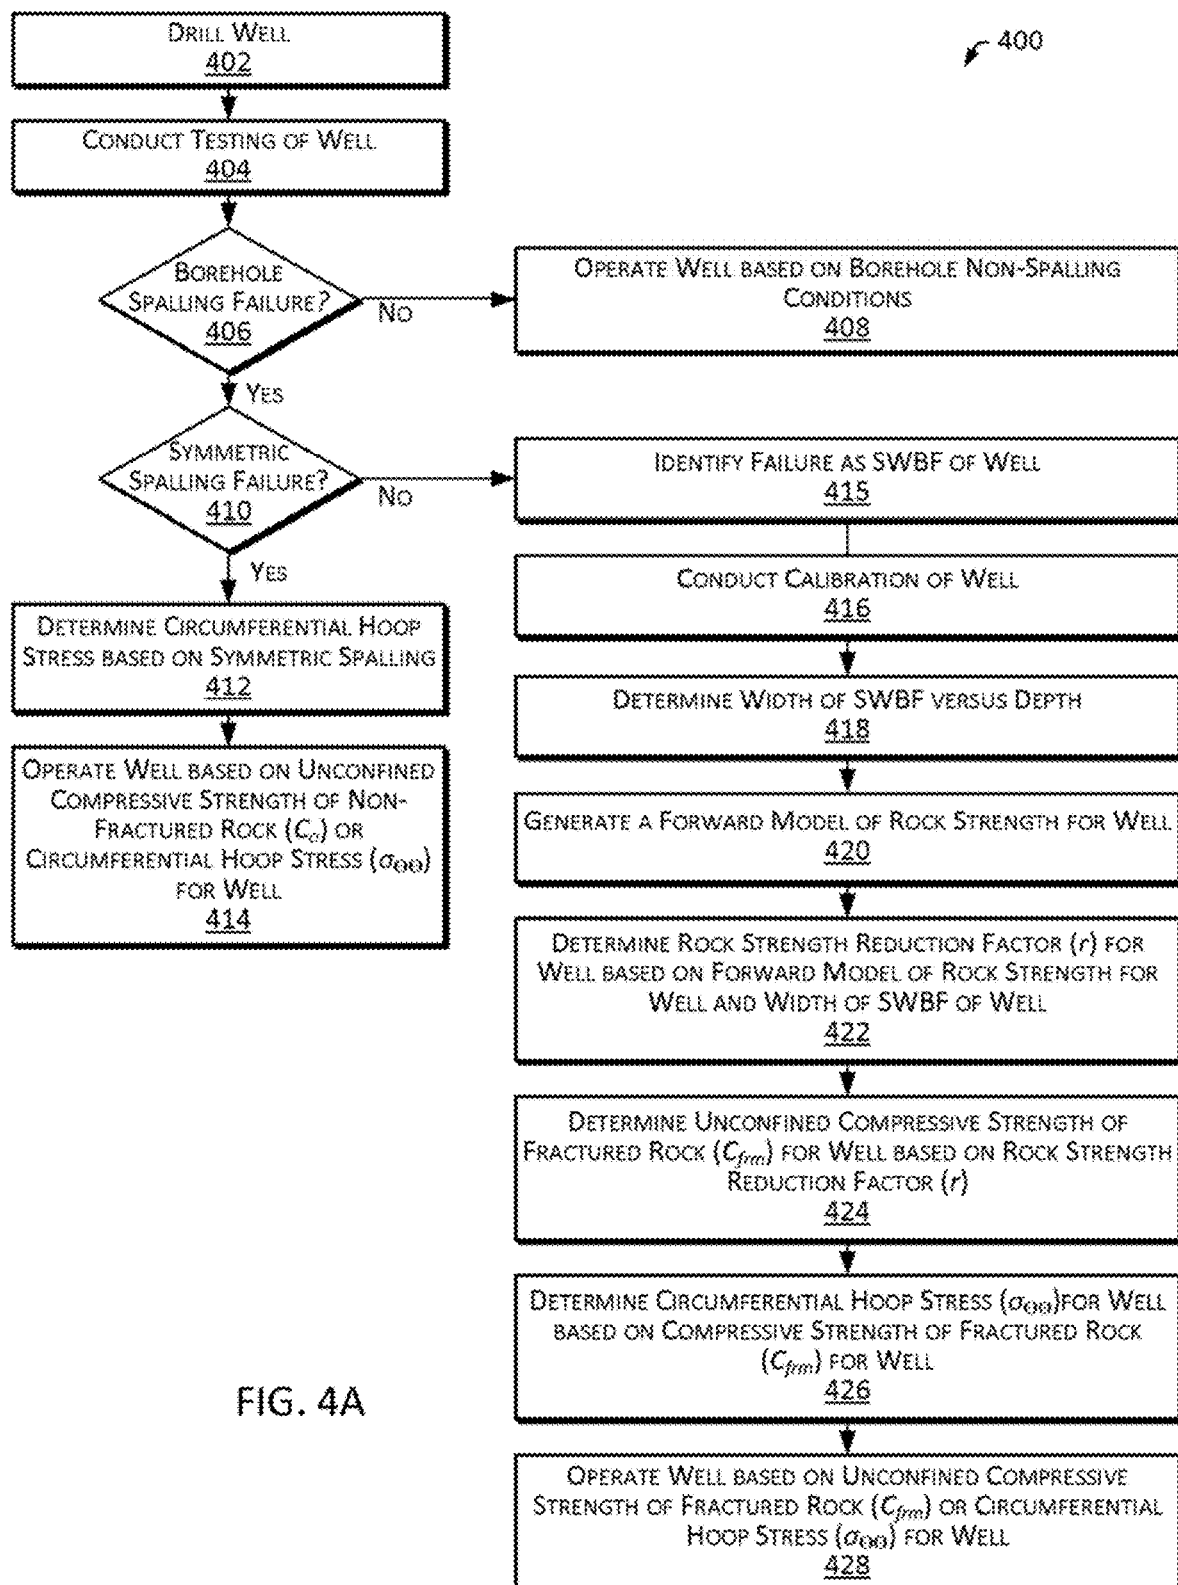 DRILL WELL
402
400
CONDUCT TESTING OF WELL
404
BOREHOLE
SPALLING FAILURE?
406
NO
YES
OPERATE WELL BASED ON BOREHOLE NON-SPALLING
CONDITIONS
408
SYMMETRIC
SPALLING FAILURE?
410
NO
YES
DETERMINE CIRCUMFERENTIAL HOOP
STRESS BASED ON SYMMETRIC SPALLING
412
OPERATE WELL BASED ON UNCONFINED
COMPRESSIVE STRENGTH OF NON-
FRACTURED ROCK (Co) OR
CIRCUMFERENTIAL HOOP STRESS (σΘΘ)
FOR WELL
414
IDENTIFY FAILURE AS SWBF OF WELL
415
CONDUCT CALIBRATION OF WELL
416
DETERMINE WIDTH OF SWBF VERSUS DEPTH
418
GENERATE A FORWARD MODEL OF ROCK STRENGTH FOR WELL
420
DETERMINE ROCK STRENGTH REDUCTION FACTOR (r) FOR
WELL BASED ON FORWARD MODEL OF ROCK STRENGTH FOR
WELL AND WIDTH OF SWBF OF WELL
422
DETERMINE UNCONFINED COMPRESSIVE STRENGTH OF
FRACTURED ROCK (Cfrm) FOR WELL BASED ON ROCK STRENGTH
REDUCTION FACTOR (r)
424
DETERMINE CIRCUMFERENTIAL HOOP STRESS (σΘΘ)FOR WELL
BASED ON COMPRESSIVE STRENGTH OF FRACTURED ROCK
(Cfrm) FOR WELL
426
OPERATE WELL BASED ON UNCONFINED COMPRESSIVE
STRENGTH OF FRACTURED ROCK (Cfrm) OR CIRCUMFERENTIAL
HOOP STRESS (σΘΘ) FOR WELL
428
FIG. 4A